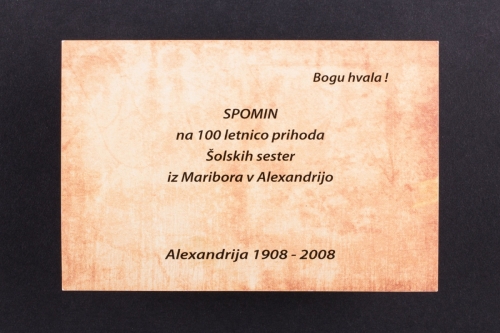 Bogu hvala !
SPOMIN
na 100 letnico prihoda
Šolskih sester
iz Maribora v Alexandrijo
Alexandrija 1908 - 2008